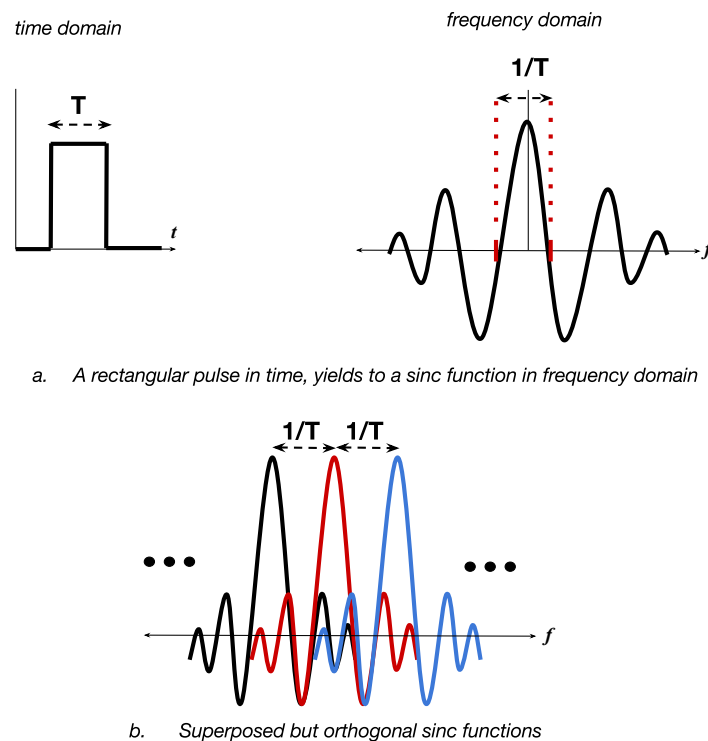 time domain
frequency domain
1/T
T
t
f
a. A rectangular pulse in time, yields to a sinc function in frequency domain
1/T 1/T
f
b. Superposed but orthogonal sinc functions